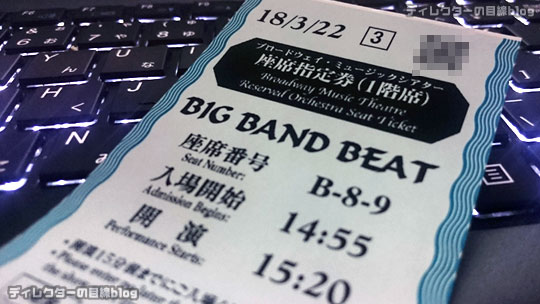 ディレクターの目線blog
18/3/22 3
ブロードウェイ・ミュージックシアター
座席指定券(1階席)
Broadway Music Theatre
Reserved Orchestra Seat Ticket
BIG BAND BEAT
座席番号
Seat Number:
B-8-9
入場開始
Admission Begins:
14:55
開演
Performance Starts:
15:20
ディレクターの目線blog